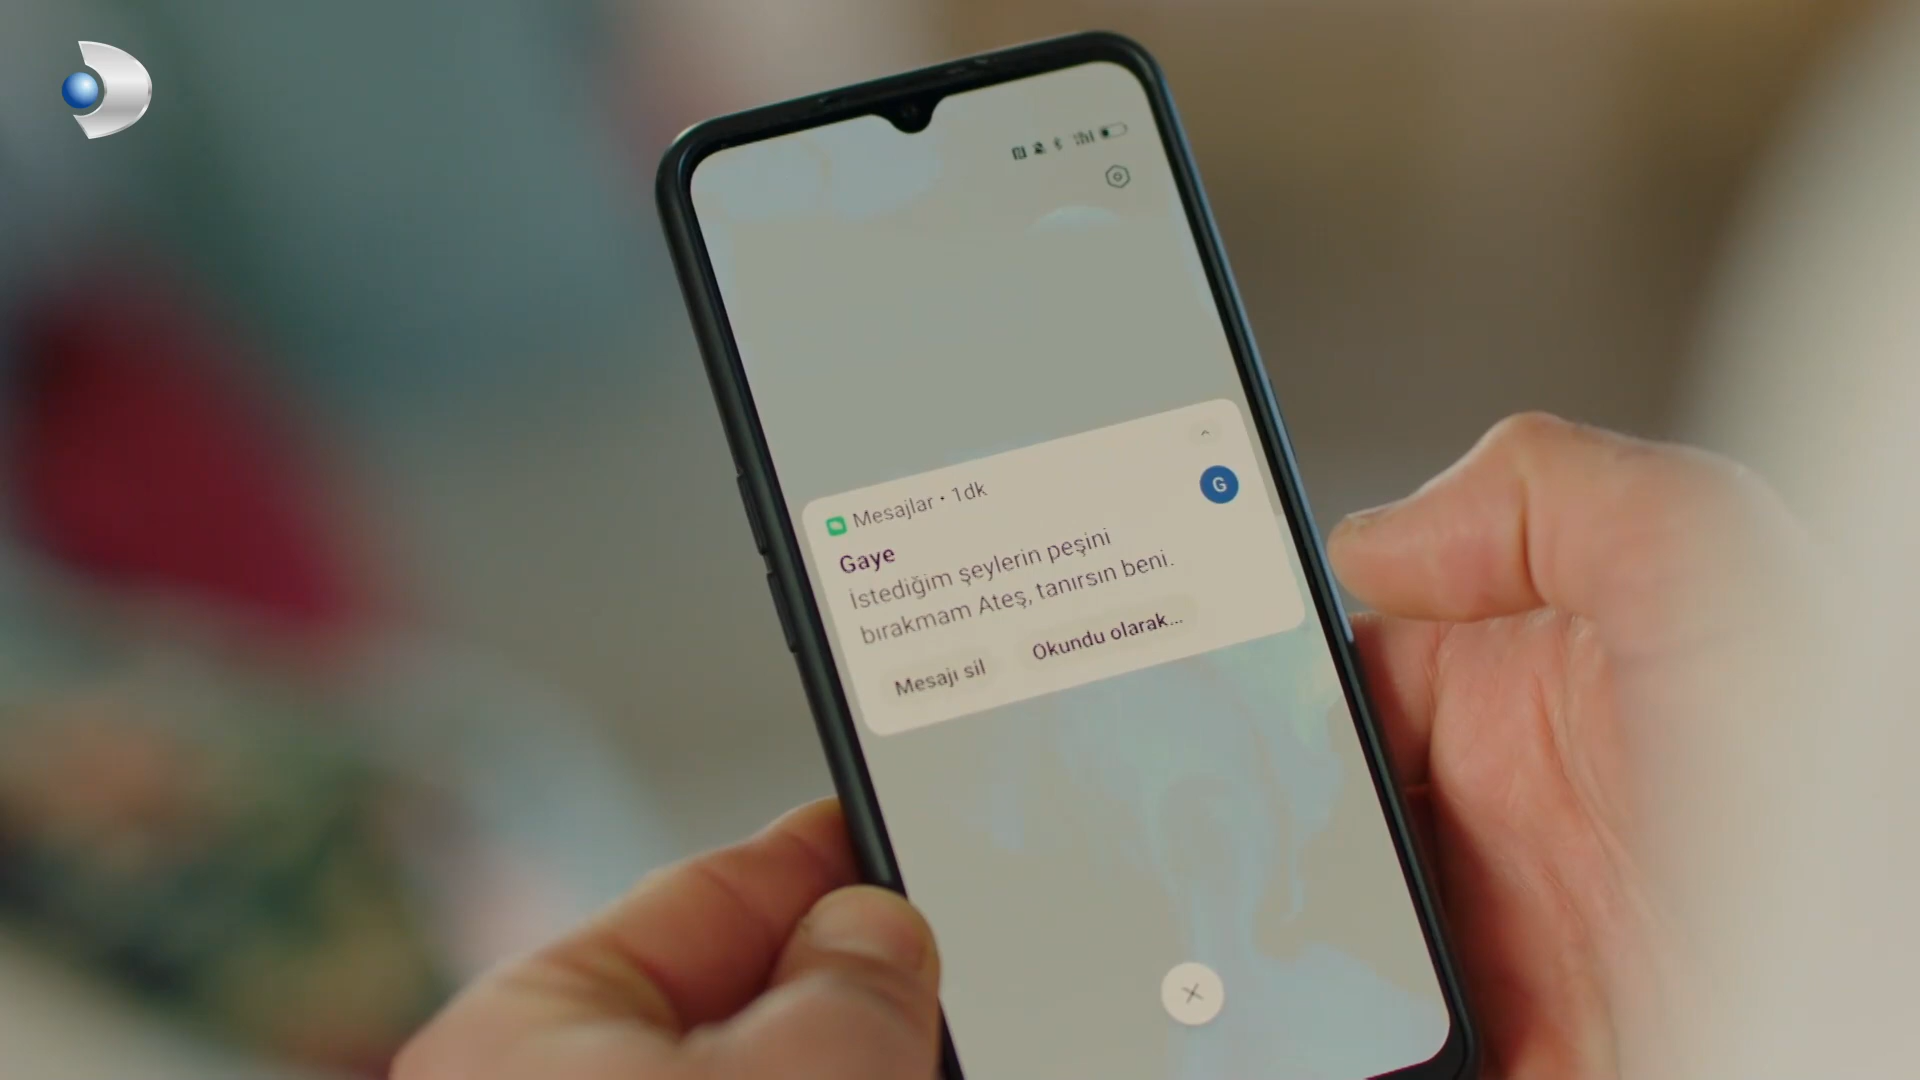 Mesajlar • 1dk
G
Gaye
İstediğim şeylerin peşini
bırakmam Ateş, tanırsın beni.
Mesajı sil
Okundu olarak...